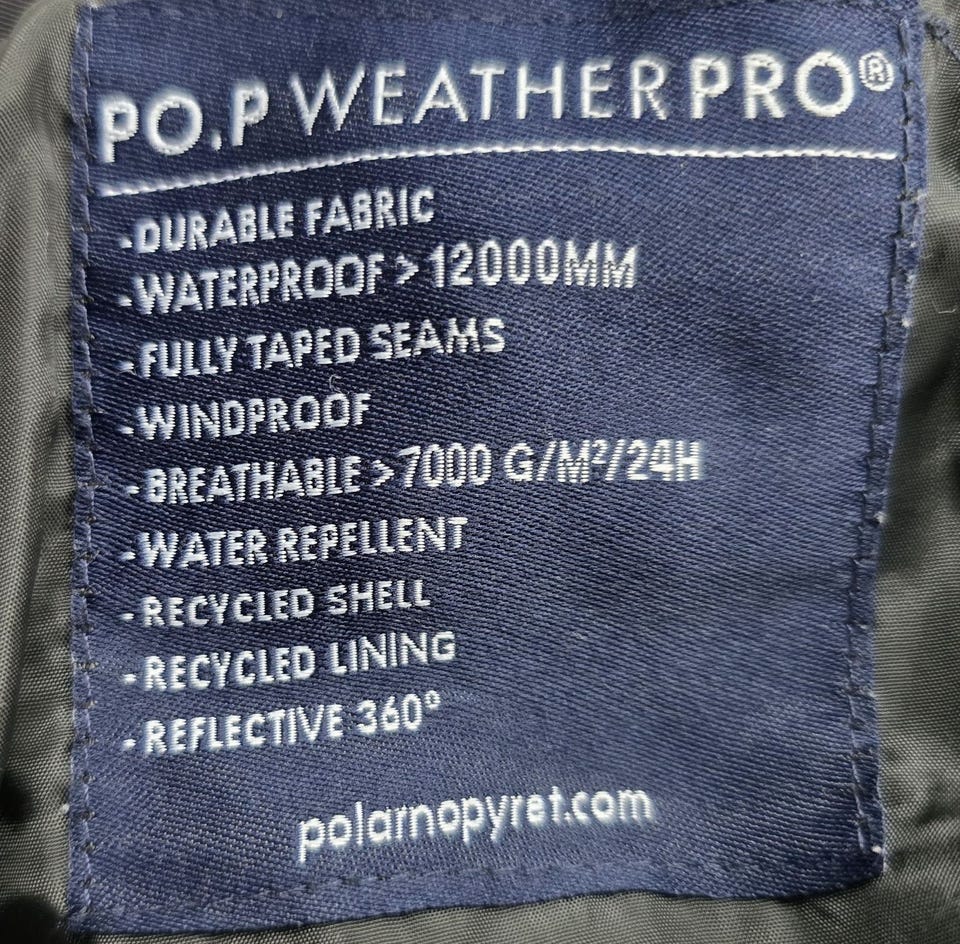 PO.P WEATHERPRO®
-DURABLE FABRIC
-WATERPROOF > 12000MM
-FULLY TAPED SEAMS
-WINDPROOF
-BREATHABLE >7000 G/M²/24H
-WATER REPELLENT
-RECYCLED SHELL
-RECYCLED LINING
-REFLECTIVE 360°
polarnopyret.com